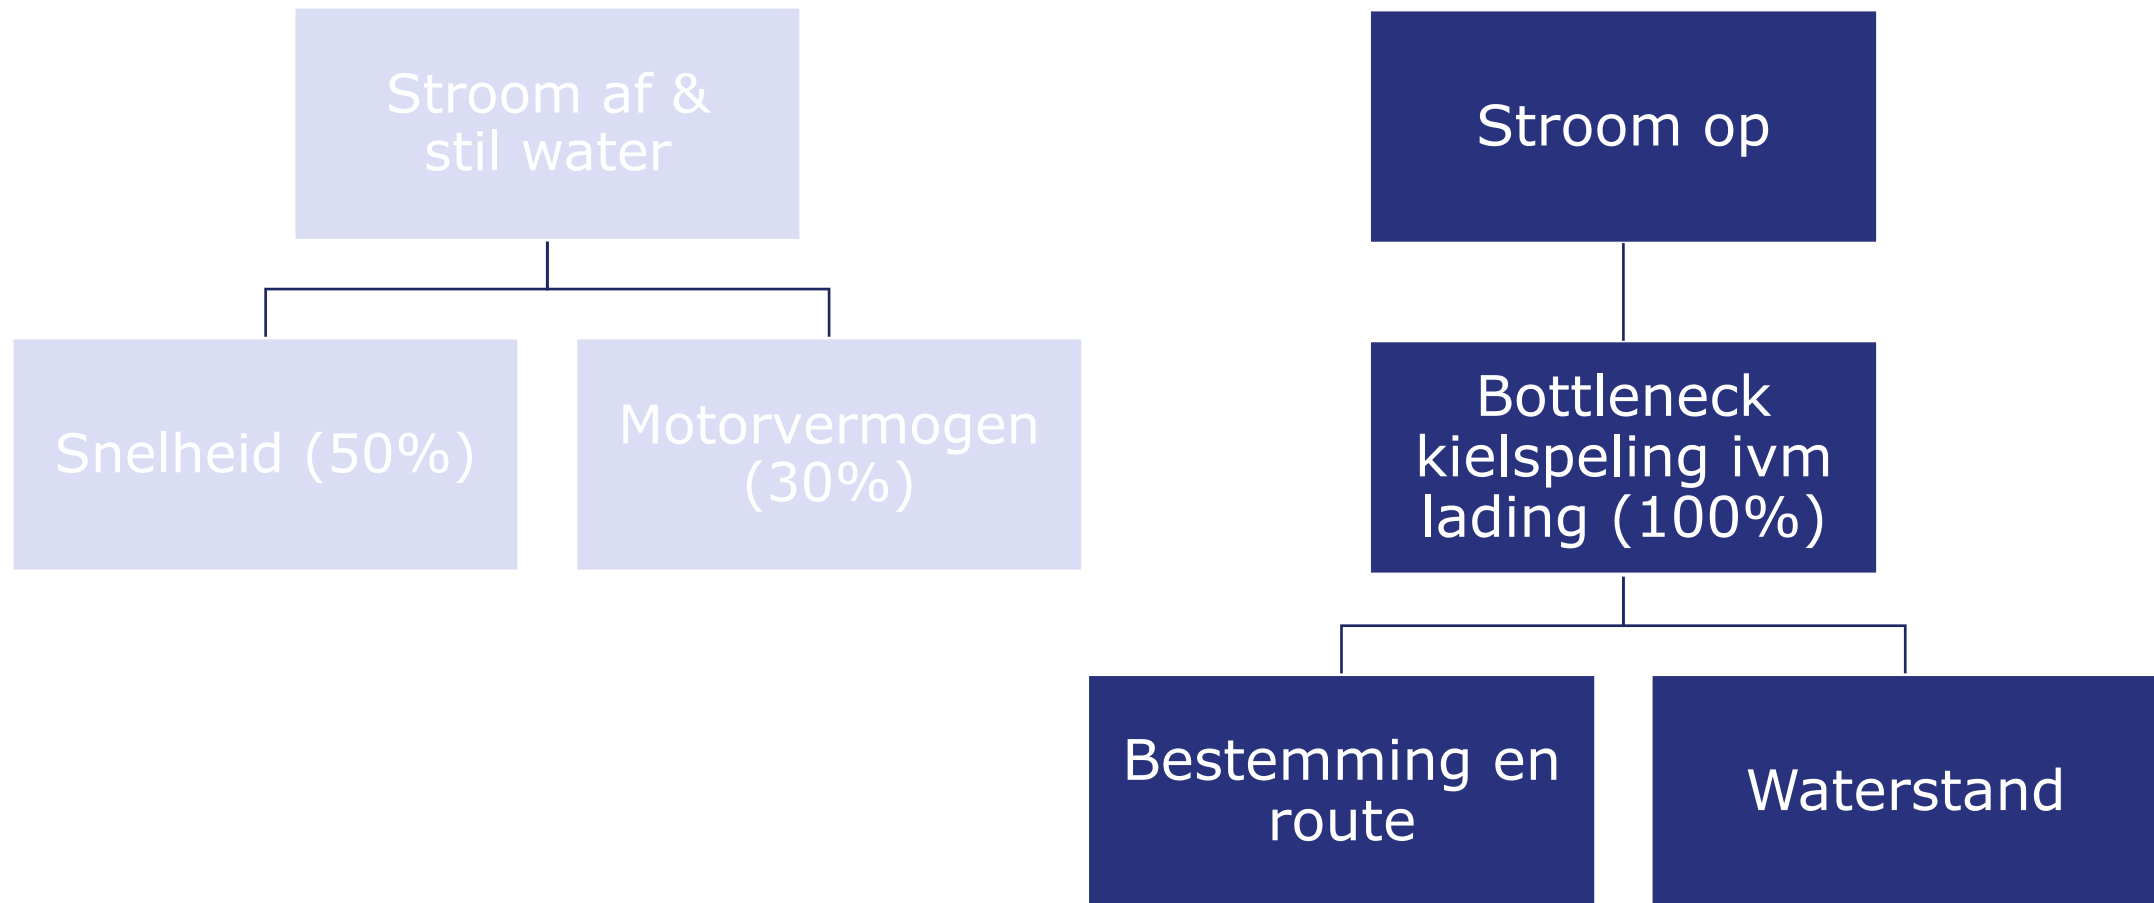 Stroom af &
stil water
Snelheid (50%)
Motorvermogen
(30%)
Stroom op
Bottleneck
kielspeling ivm
lading (100%)
Bestemming en
route
Waterstand